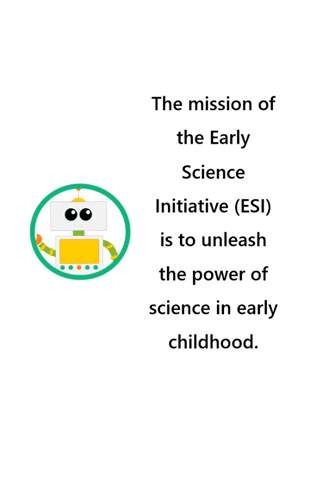 The mission of
the Early
Science
Initiative (ESI)
is to unleash
the power of
science in early
childhood.